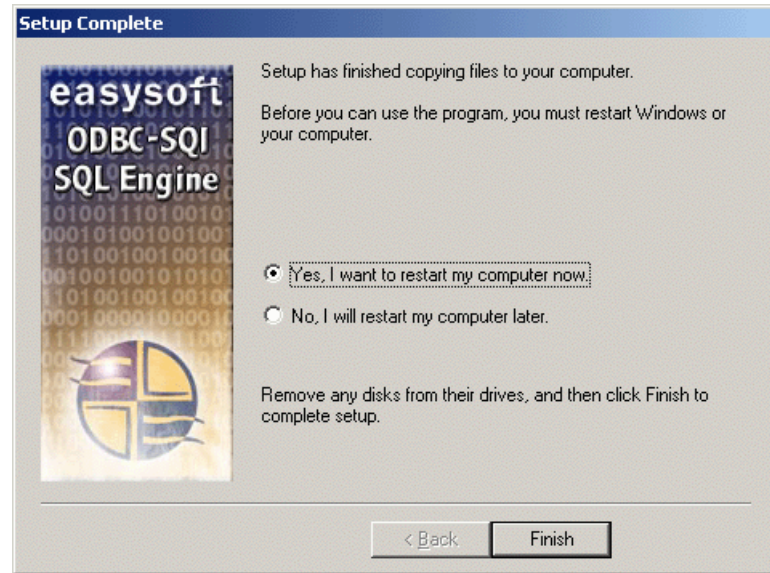 Setup Complete
easysoft
ODBC-SQI
SQL Engine
Setup has finished copying files to your computer.
Before you can use the program, you must restart Windows or
your computer.
Yes, I want to restart my computer now.
No, I will restart my computer later.
Remove any disks from their drives, and then click Finish to
complete setup.
< Back
Finish